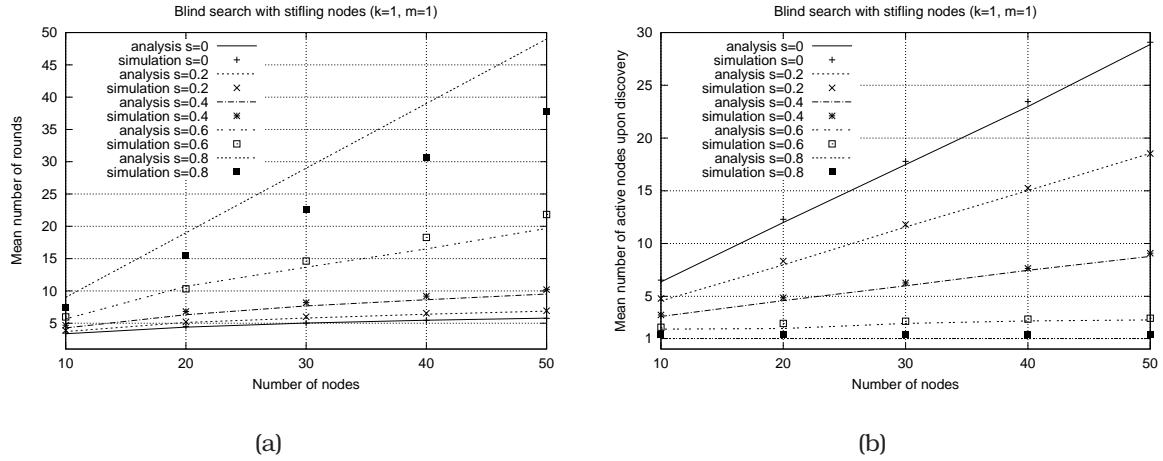 Blind search with stifling nodes (k=1, m=1)
50
45
40
35
30
25
20
15
10
5
Mean number of rounds
analysis s=0
simulation s=0
analysis s=0.2
simulation s=0.2
analysis s=0.4
simulation s=0.4
analysis s=0.6
simulation s=0.6
analysis s=0.8
simulation s=0.8
10 20 30 40 50
Number of nodes
(a)
Blind search with stifling nodes (k=1, m=1)
30
25
20
15
10
5
1
Mean number of active nodes upon discovery
analysis s=0
simulation s=0
analysis s=0.2
simulation s=0.2
analysis s=0.4
simulation s=0.4
analysis s=0.6
simulation s=0.6
analysis s=0.8
simulation s=0.8
10 20 30 40 50
Number of nodes
(b)